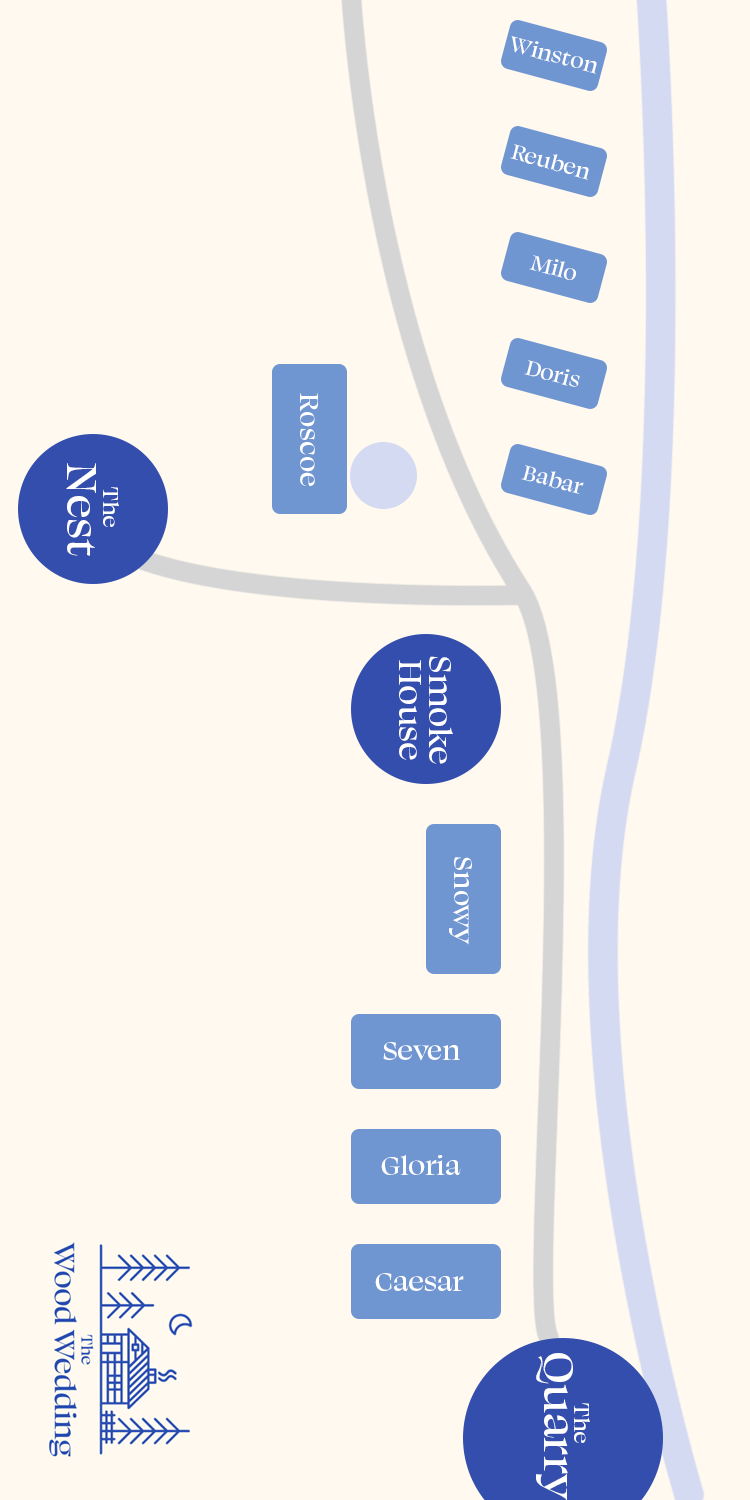 Winston
Reuben
Milo
Doris
Babar
Roscoe
The
Nest
Smoke
House
Snowy
Seven
Gloria
Caesar
The
Quarry
The
Wood Wedding